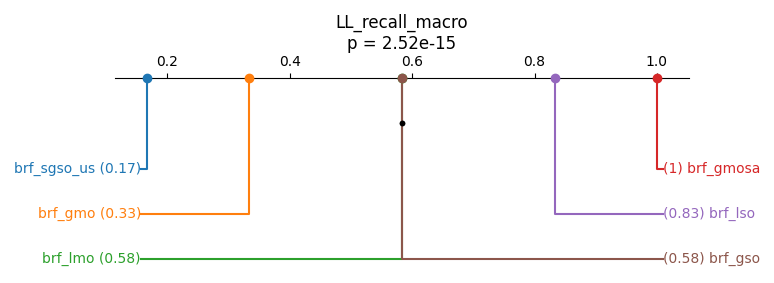 LL_recall_macro
p = 2.52e-15
0.2 0.4 0.6 0.8 1.0
brf_sgso_us (0.17) (1) brf_gmosa
brf_gmo (0.33) (0.83) brf_lso
brf_lmo (0.58) (0.58) brf_gso